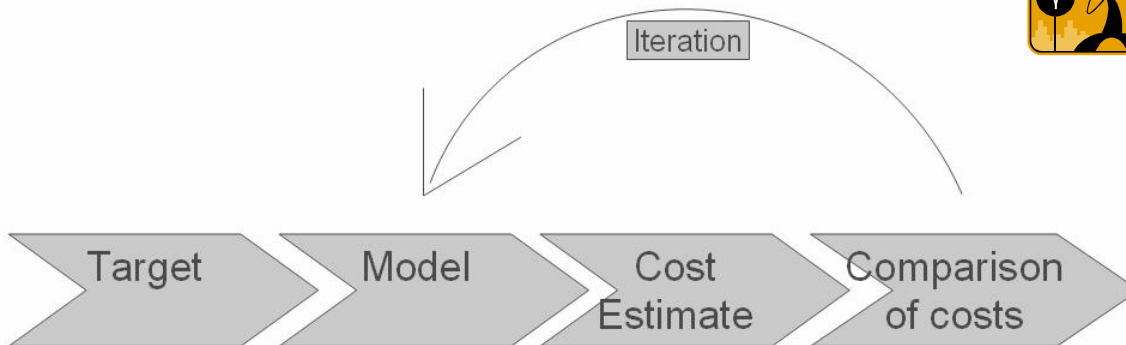 Iteration
Target
Model
Cost
Estimate
Comparison
of costs